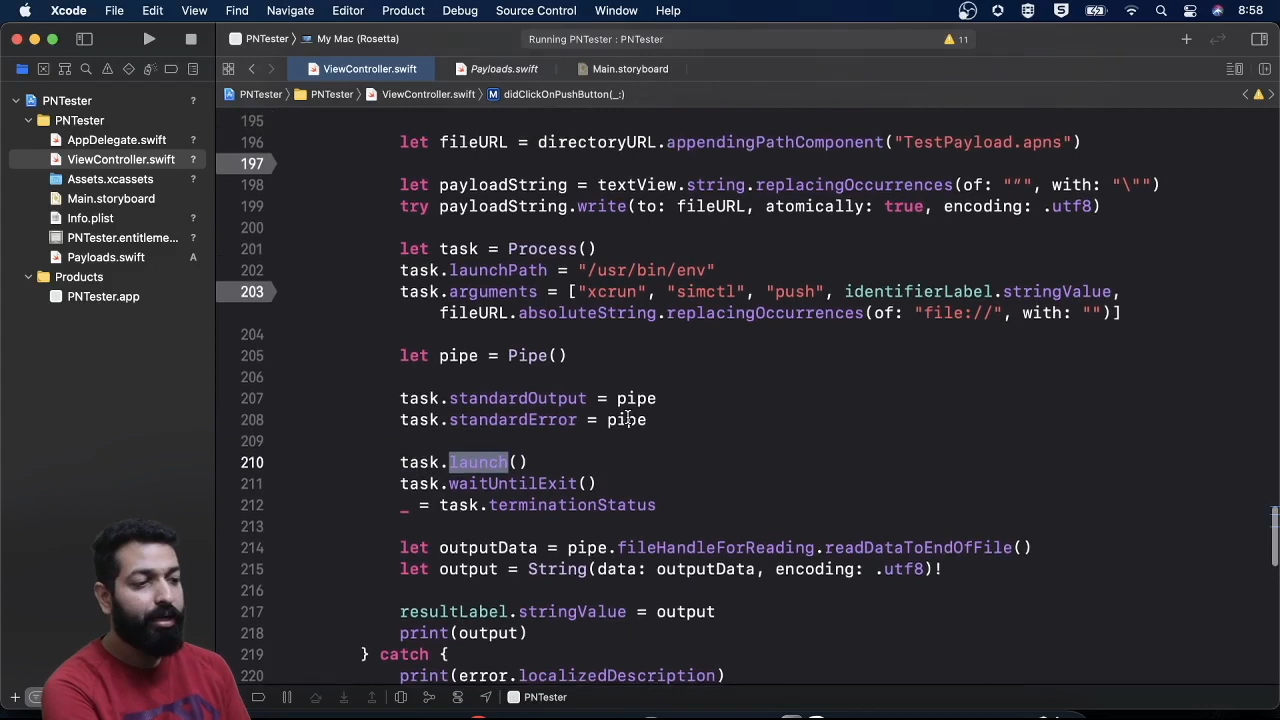 Xcode File Edit View Find Navigate Editor Product Debug Source Control Window Help 8:58
PNTester My Mac (Rosetta) Running PNTester : PNTester 11
ViewController.swift Payloads.swift Main.storyboard
PNTester PNTester ViewController.swift M didClickOnPushButton(_:)
PNTester ?
PNTester
AppDelegate.swift ?
ViewController.swift ?
Assets.xcassets ?
Main.storyboard ?
Info.plist ?
PNTester.entitleme... ?
Payloads.swift A
Products
PNTester.app
195
196 let fileURL = directoryURL.appendingPathComponent("TestPayload.apns")
197
198 let payloadString = textView.string.replacingOccurrences(of: "“", with: "\"")
199 try payloadString.write(to: fileURL, atomically: true, encoding: .utf8)
200
201 let task = Process()
202 task.launchPath = "/usr/bin/env"
203 task.arguments = ["xcrun", "simctl", "push", identifierLabel.stringValue,
fileURL.absoluteString.replacingOccurrences(of: "file://", with: "")]
204
205 let pipe = Pipe()
206
207 task.standardOutput = pipe
208 task.standardError = pipe
209
210 task.launch()
211 task.waitUntilExit()
212 _ = task.terminationStatus
213
214 let outputData = pipe.fileHandleForReading.readDataToEndOfFile()
215 let output = String(data: outputData, encoding: .utf8)!
216
217 resultLabel.stringValue = output
218 print(output)
219 } catch {
220 print(error.localizedDescription)
PNTester